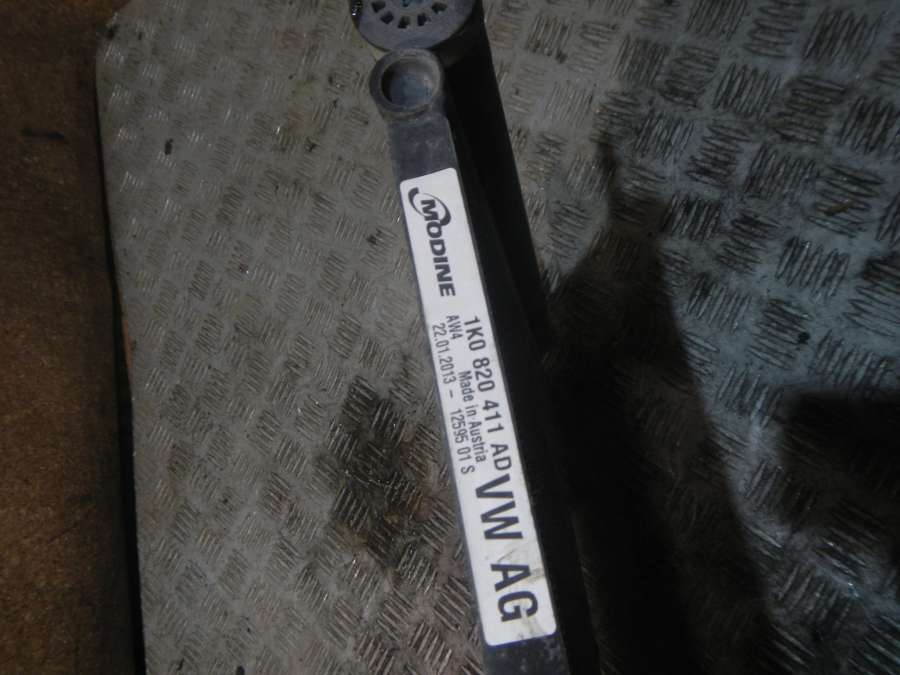 MODINE
1K0 820 411 AD
AW4 Made in Austria
22.01.2013 - 12595 01 S
VW AG